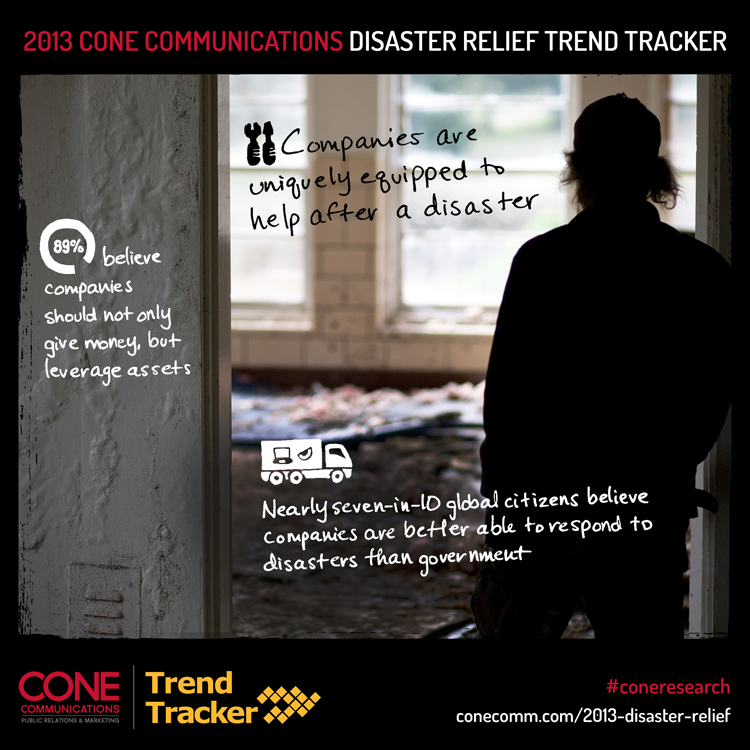 2013 CONE COMMUNICATIONS DISASTER RELIEF TREND TRACKER
Companies are
uniquely equipped to
help after a disaster
89% believe
companies
should not only
give money, but
leverage assets
Nearly seven-in-10 global citizens believe
companies are better able to respond to
disasters than government
CONE
COMMUNICATIONS
PUBLIC RELATIONS & MARKETING
Trend
Tracker
#coneresearch
conecomm.com/2013-disaster-relief